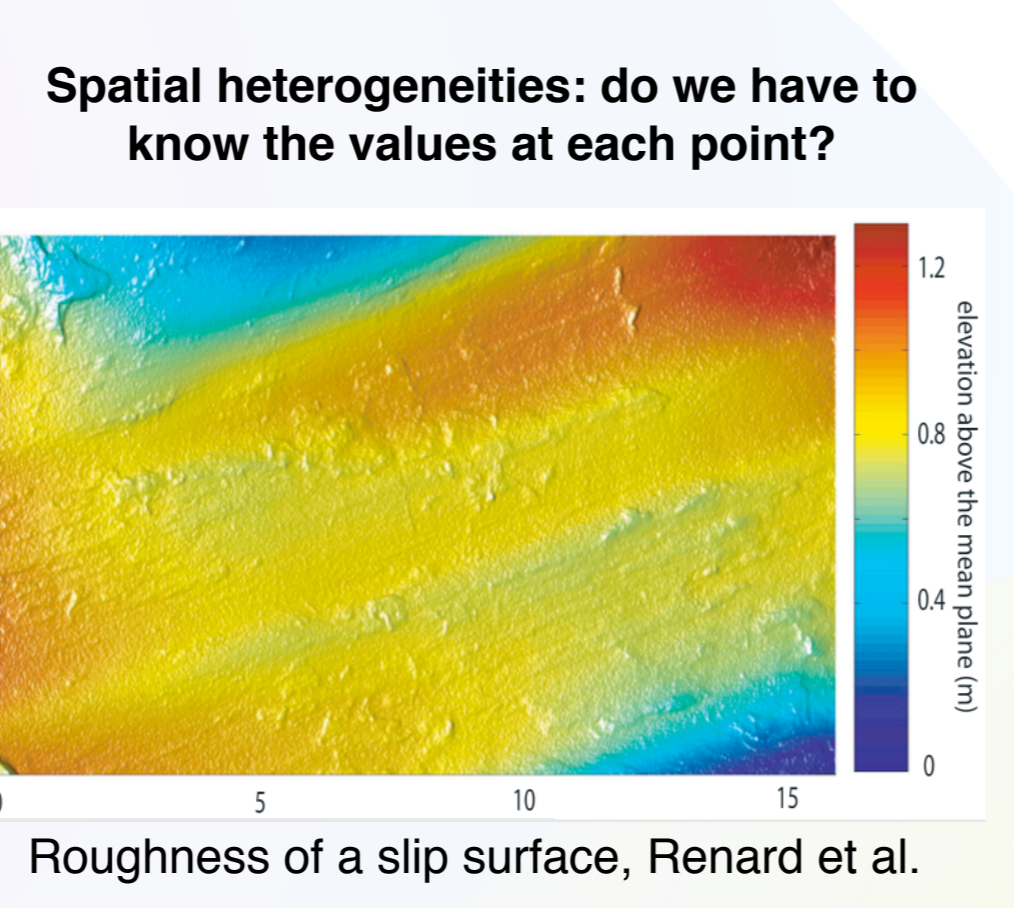 Spatial heterogeneities: do we have to
know the values at each point?
1.2
0.8
0.4
0
elevation above the mean plane (m)
5 10 15
Roughness of a slip surface, Renard et al.